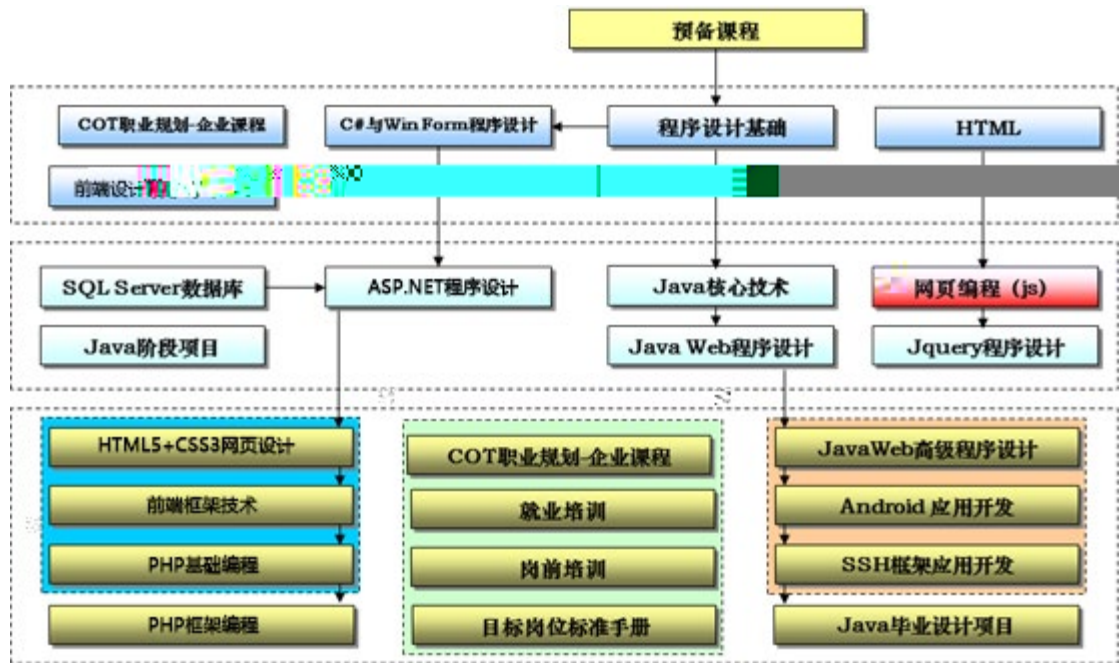 预备课程
COT职业规划-企业课程
C#与Win Form程序设计
程序设计基础
HTML
前端设计
SQL Server数据库
ASP.NET程序设计
Java核心技术
网页编程（js）
Java阶段项目
Java Web程序设计
Jquery程序设计
HTML5+CSS3网页设计
COT职业规划-企业课程
JavaWeb高级程序设计
前端框架技术
就业培训
Android 应用开发
PHP基础编程
岗前培训
SSH框架应用开发
PHP框架编程
目标岗位标准手册
Java毕业设计项目